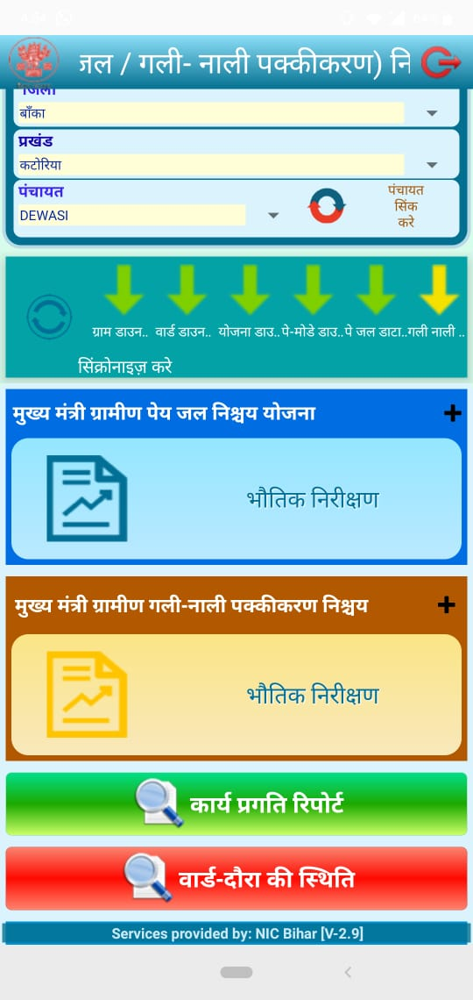 जल / गली- नाली पक्कीकरण) नि
जिला
बाँका
प्रखंड
कटोरिया
पंचायत
DEWASI
पंचायत
सिंक
करे
ग्राम डाउन.. वार्ड डाउन.. योजना डाउ.. पे-मोडे डाउ.. पे जल डाटा.. गली नाली ..
सिंक्रोनाइज़ करे
मुख्य मंत्री ग्रामीण पेय जल निश्चय योजना
भौतिक निरीक्षण
मुख्य मंत्री ग्रामीण गली-नाली पक्कीकरण निश्चय
भौतिक निरीक्षण
कार्य प्रगति रिपोर्ट
वार्ड-दौरा की स्थिति
Services provided by: NIC Bihar [V-2.9]